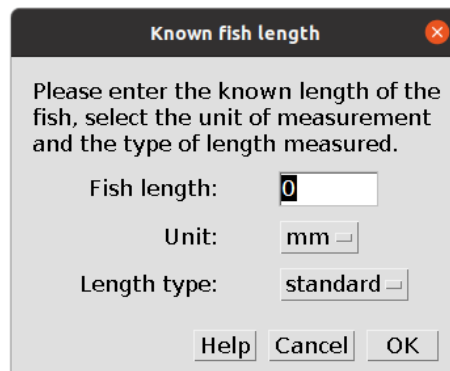 Known fish length
Please enter the known length of the
fish, select the unit of measurement
and the type of length measured.
Fish length: 0
Unit: mm
Length type: standard
Help Cancel OK